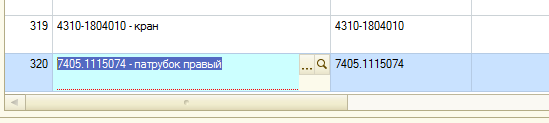 319 4310-1804010 - кран 4310-1804010
320 7405.1115074 - патрубок правый ... 7405.1115074